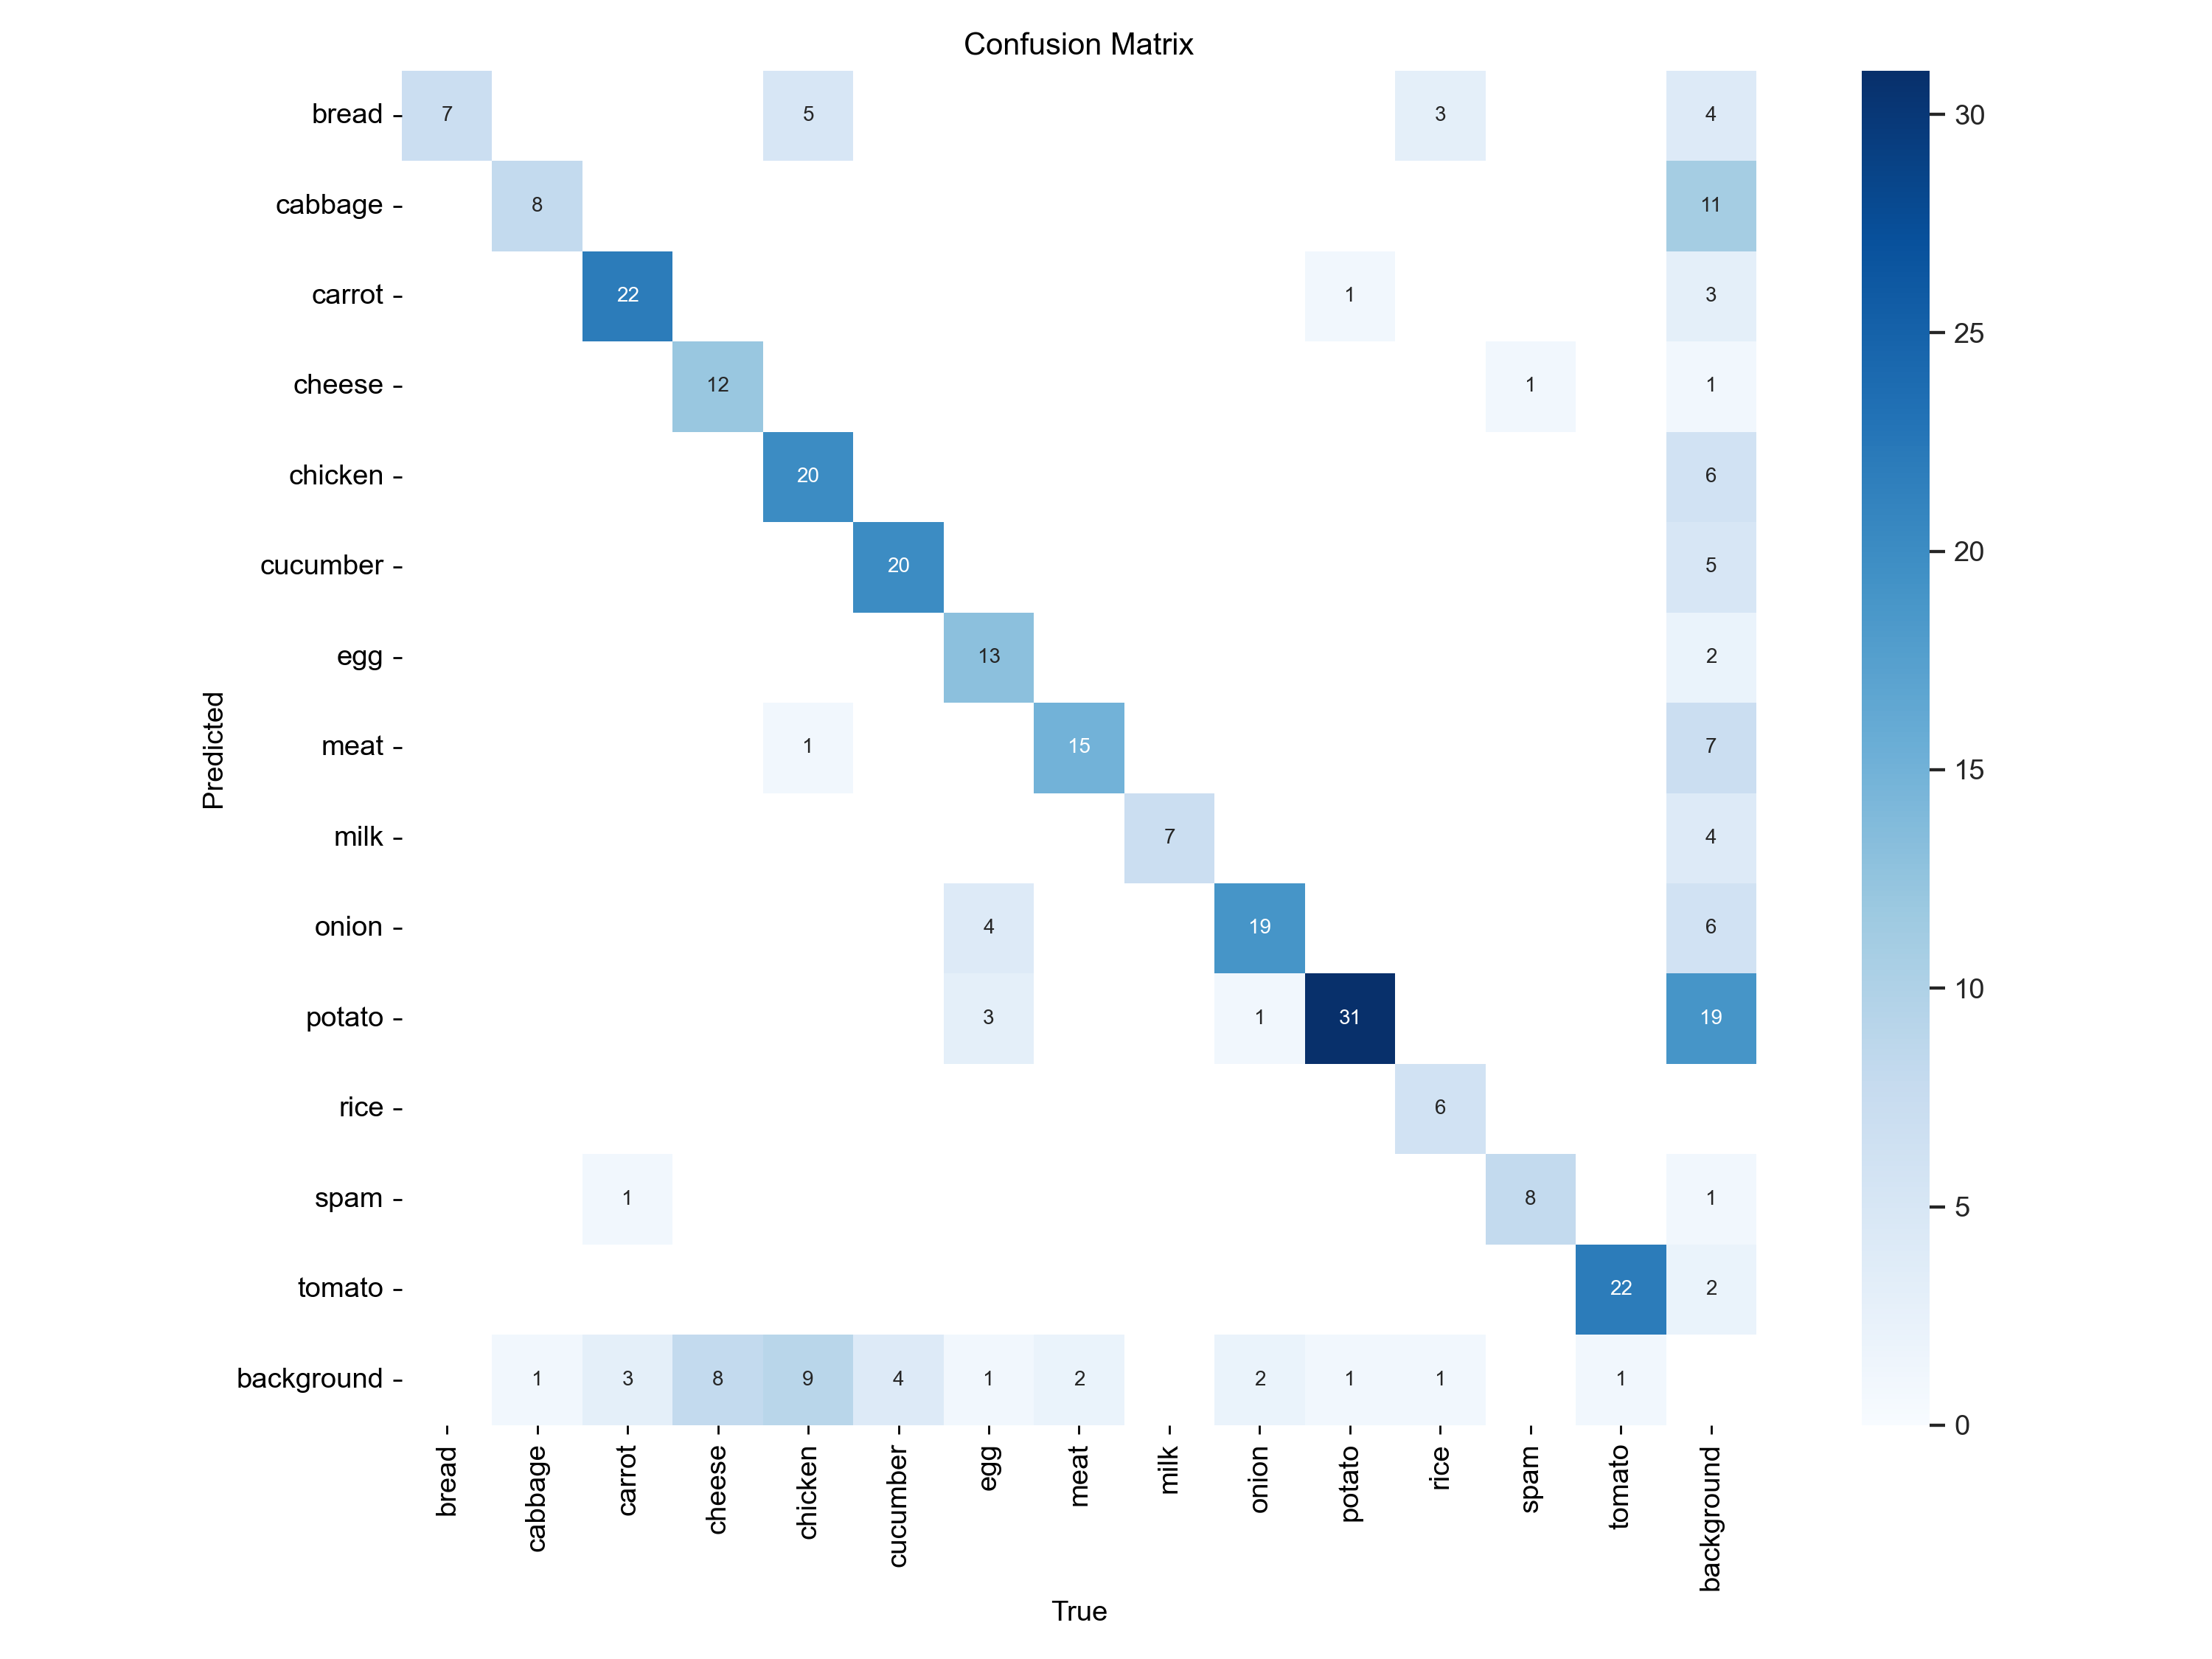 Confusion Matrix
bread 7 5 3 4 30
cabbage 8 11
carrot 22 1 3
25
cheese 12 1 1
chicken 20 6
20
cucumber 20 5
egg 13 2
Predicted
meat 1 15 7
15
milk 7 4
onion 4 19 6
10
potato 3 1 31 19
rice 6
spam 1 8 1
5
tomato 22 2
background 1 3 8 9 4 1 2 2 1 1 1
0
bread cabbage carrot cheese chicken cucumber egg meat milk onion potato rice spam tomato background
True